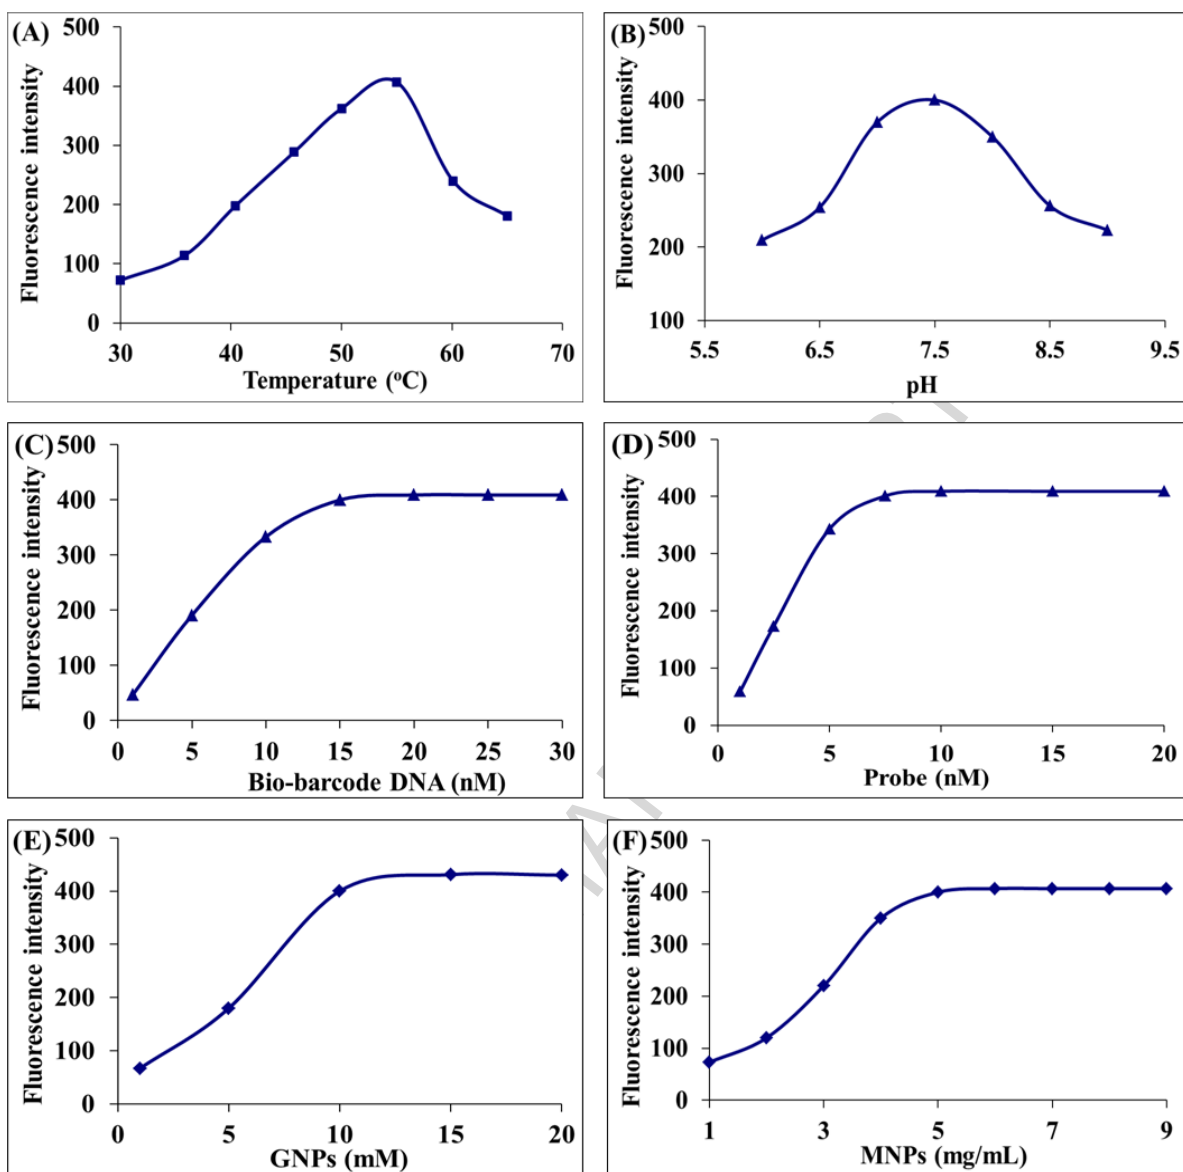 (A)
500
400
300
200
100
0
Fluorescence intensity
30 40 50 60 70
Temperature (ºC)
(B)
500
400
300
200
100
Fluorescence intensity
5.5 6.5 7.5 8.5 9.5
pH
(C)
500
400
300
200
100
0
Fluorescence intensity
0 5 10 15 20 25 30
Bio-barcode DNA (nM)
(D)
500
400
300
200
100
0
Fluorescence intensity
0 5 10 15 20
Probe (nM)
(E)
500
400
300
200
100
0
Fluorescence intensity
0 5 10 15 20
GNPs (mM)
(F)
500
400
300
200
100
0
Fluorescence intensity
1 3 5 7 9
MNPs (mg/mL)